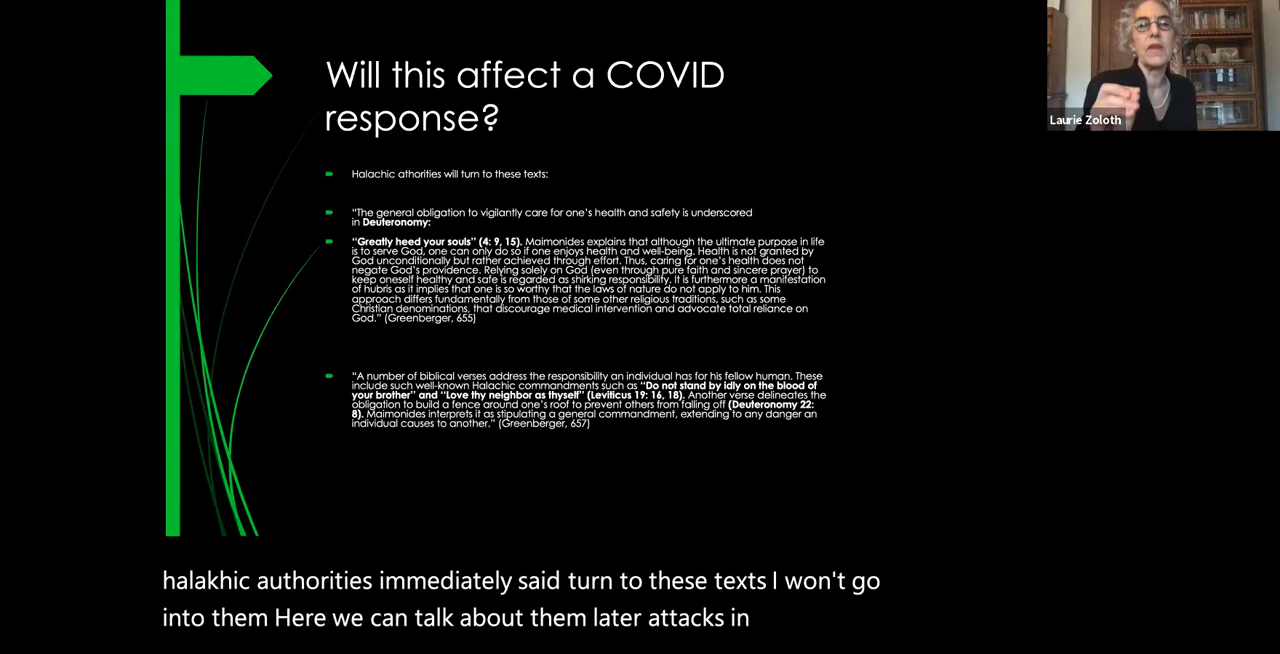 Will this affect a COVID
response?
Laurie Zoloth
Halachic athorities will turn to these texts:
"The general obligation to vigilantly care for one's health and safety is underscored
in Deuteronomy:
"Greatly heed your souls" (4: 9, 15). Maimonides explains that although the ultimate purpose in life
is to serve God, one can only do so if one enjoys health and well-being. Health is not granted by
God unconditionally but rather achieved through effort. Thus, caring for one's health does not
negate God's providence. Relying solely on God (even through pure faith and sincere prayer) to
keep oneself healthy and safe is regarded as shirking responsibility. It is furthermore a manifestation
of hubris as it implies that one is so worthy that the laws of nature do not apply to him. This
approach differs fundamentally from those of some other religious traditions, such as some
Christian denominations, that discourage medical intervention and advocate total reliance on
God." (Greenberger, 655)
"A number of biblical verses address the responsibility an individual has for his fellow human. These
include such well-known Halachic commandments such as "Do not stand by idly on the blood of
your brother" and "Love thy neighbor as thyself" (Leviticus 19: 16, 18). Another verse delineates the
obligation to build a fence around one's roof to prevent others from falling off (Deuteronomy 22:
8). Maimonides interprets it as stipulating a general commandment, extending to any danger an
individual causes to another." (Greenberger, 657)
halakhic authorities immediately said turn to these texts I won't go
into them Here we can talk about them later attacks in